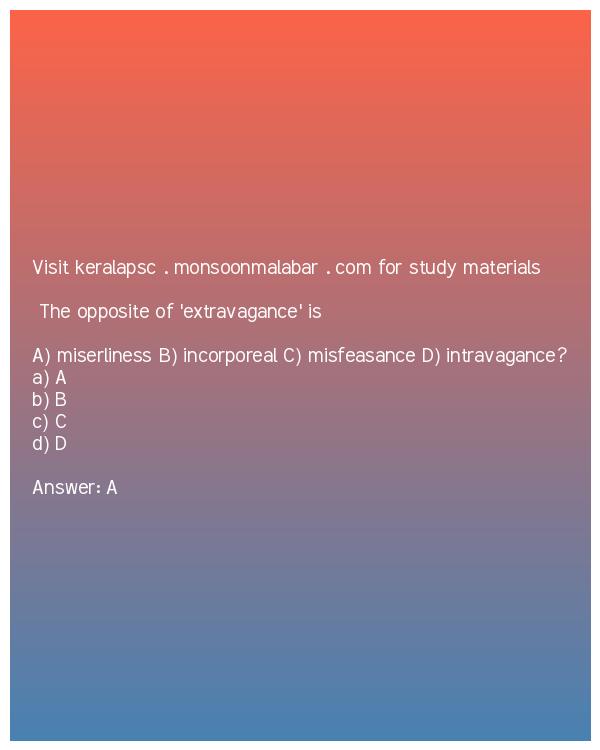 Visit keralapsc . monsoonmalabar . com for study materials
The opposite of 'extravagance' is
A) miserliness B) incorporeal C) misfeasance D) intravagance?
a) A
b) B
c) C
d) D
Answer: A